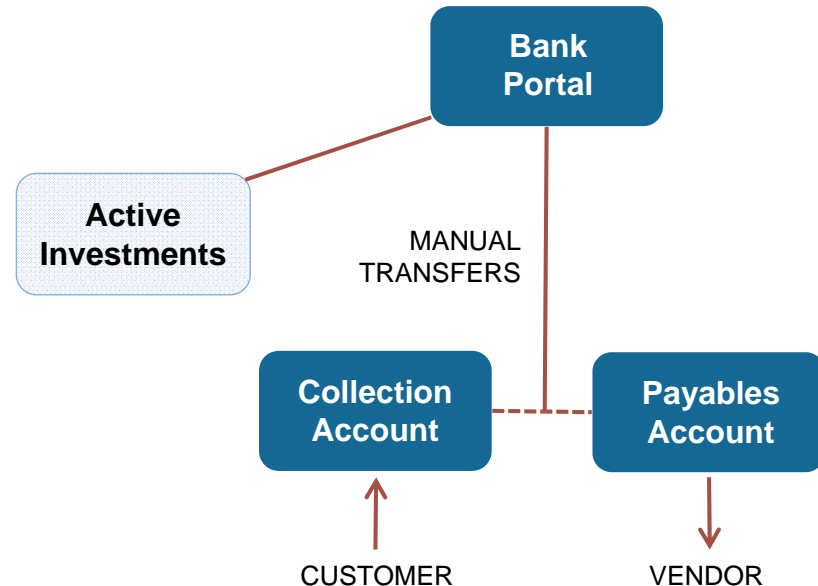 Bank
Portal
Active
Investments
MANUAL
TRANSFERS
Collection
Account
Payables
Account
CUSTOMER
VENDOR